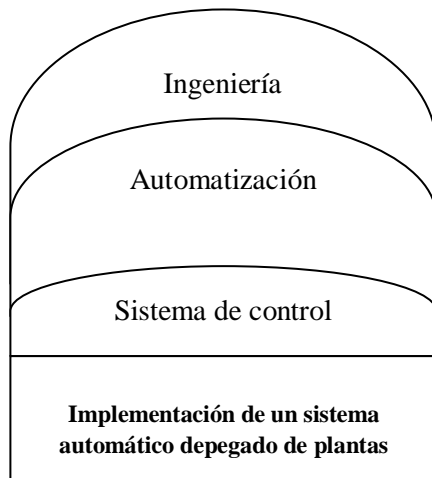 Ingeniería
Automatización
Sistema de control
Implementación de un sistema
automático depegado de plantas